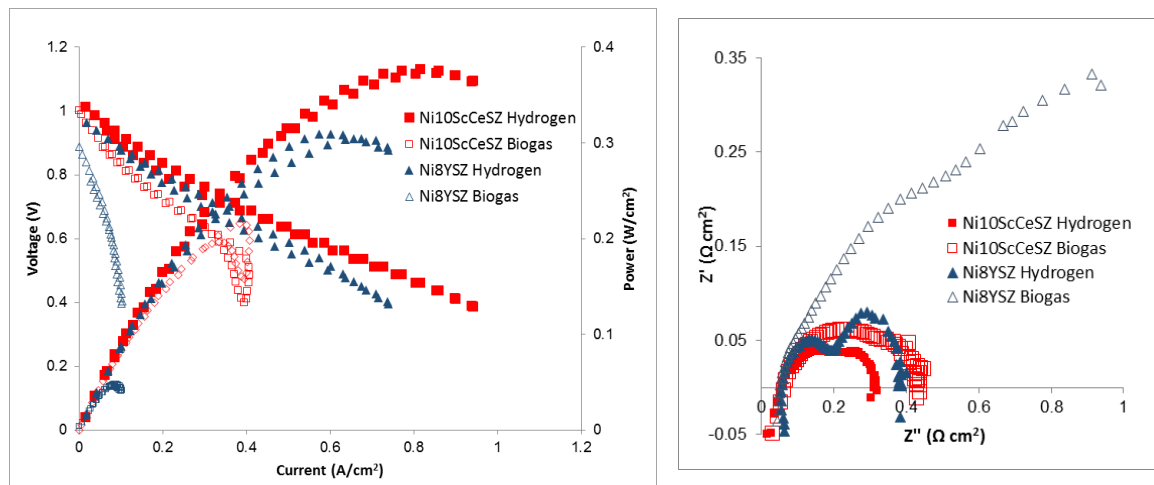 1.2
1
0.8
0.6
0.4
0.2
0
Voltage (V)
0 0.2 0.4 0.6 0.8 1 1.2
Current (A/cm²)
0.4
0.3
0.2
0.1
0
Power (W/cm²)
Ni10ScCeSZ Hydrogen
Ni10ScCeSZ Biogas
Ni8YSZ Hydrogen
Ni8YSZ Biogas
0.35
0.25
0.15
0.05
-0.05
Z' (Ω cm²)
0 0.2 0.4 0.6 0.8 1
Z'' (Ω cm²)
Ni10ScCeSZ Hydrogen
Ni10ScCeSZ Biogas
Ni8YSZ Hydrogen
Ni8YSZ Biogas